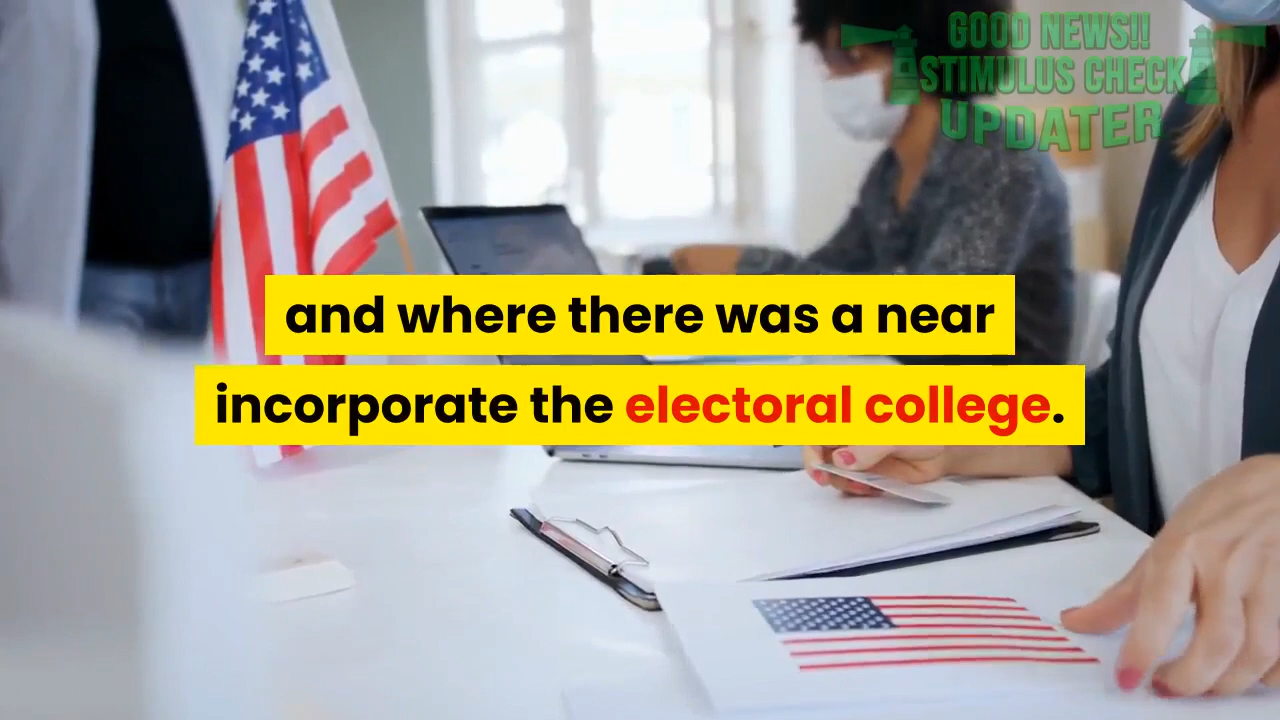 GOOD NEWS!!
STIMULUS CHECK
UPDATER
and where there was a near
incorporate the electoral college.